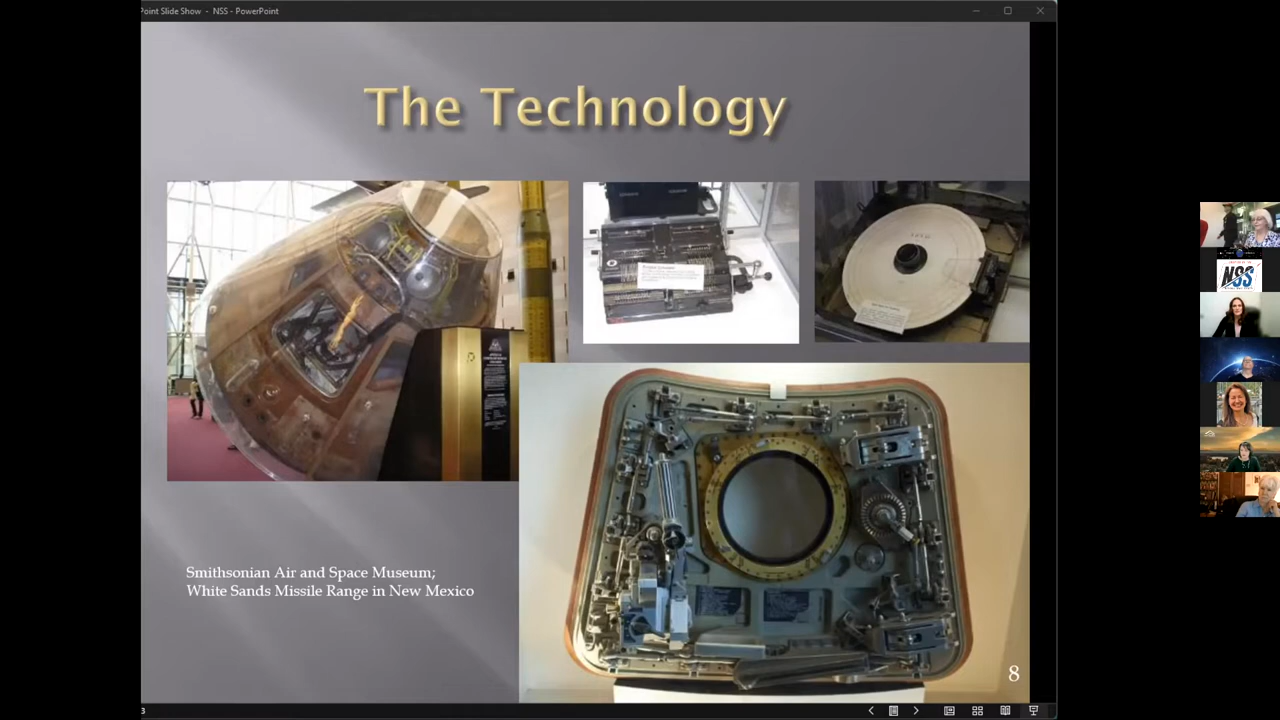 Point Slide Show - NSS - PowerPoint
The Technology
Smithsonian Air and Space Museum;
White Sands Missile Range in New Mexico
8
3
NSS